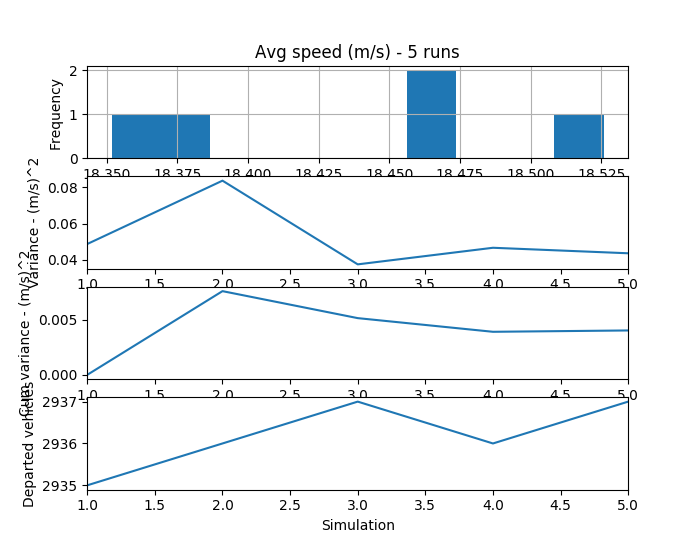 Avg speed (m/s) - 5 runs
Frequency
2
1
0
18.350 18.375 18.400 18.425 18.450 18.475 18.500 18.525
Variance - (m/s)^2
0.08
0.06
0.04
1.0 1.5 2.0 2.5 3.0 3.5 4.0 4.5 5.0
Cum variance - (m/s)^2
0.005
0.000
1.0 1.5 2.0 2.5 3.0 3.5 4.0 4.5 5.0
Departed vehicles
2937
2936
2935
1.0 1.5 2.0 2.5 3.0 3.5 4.0 4.5 5.0
Simulation